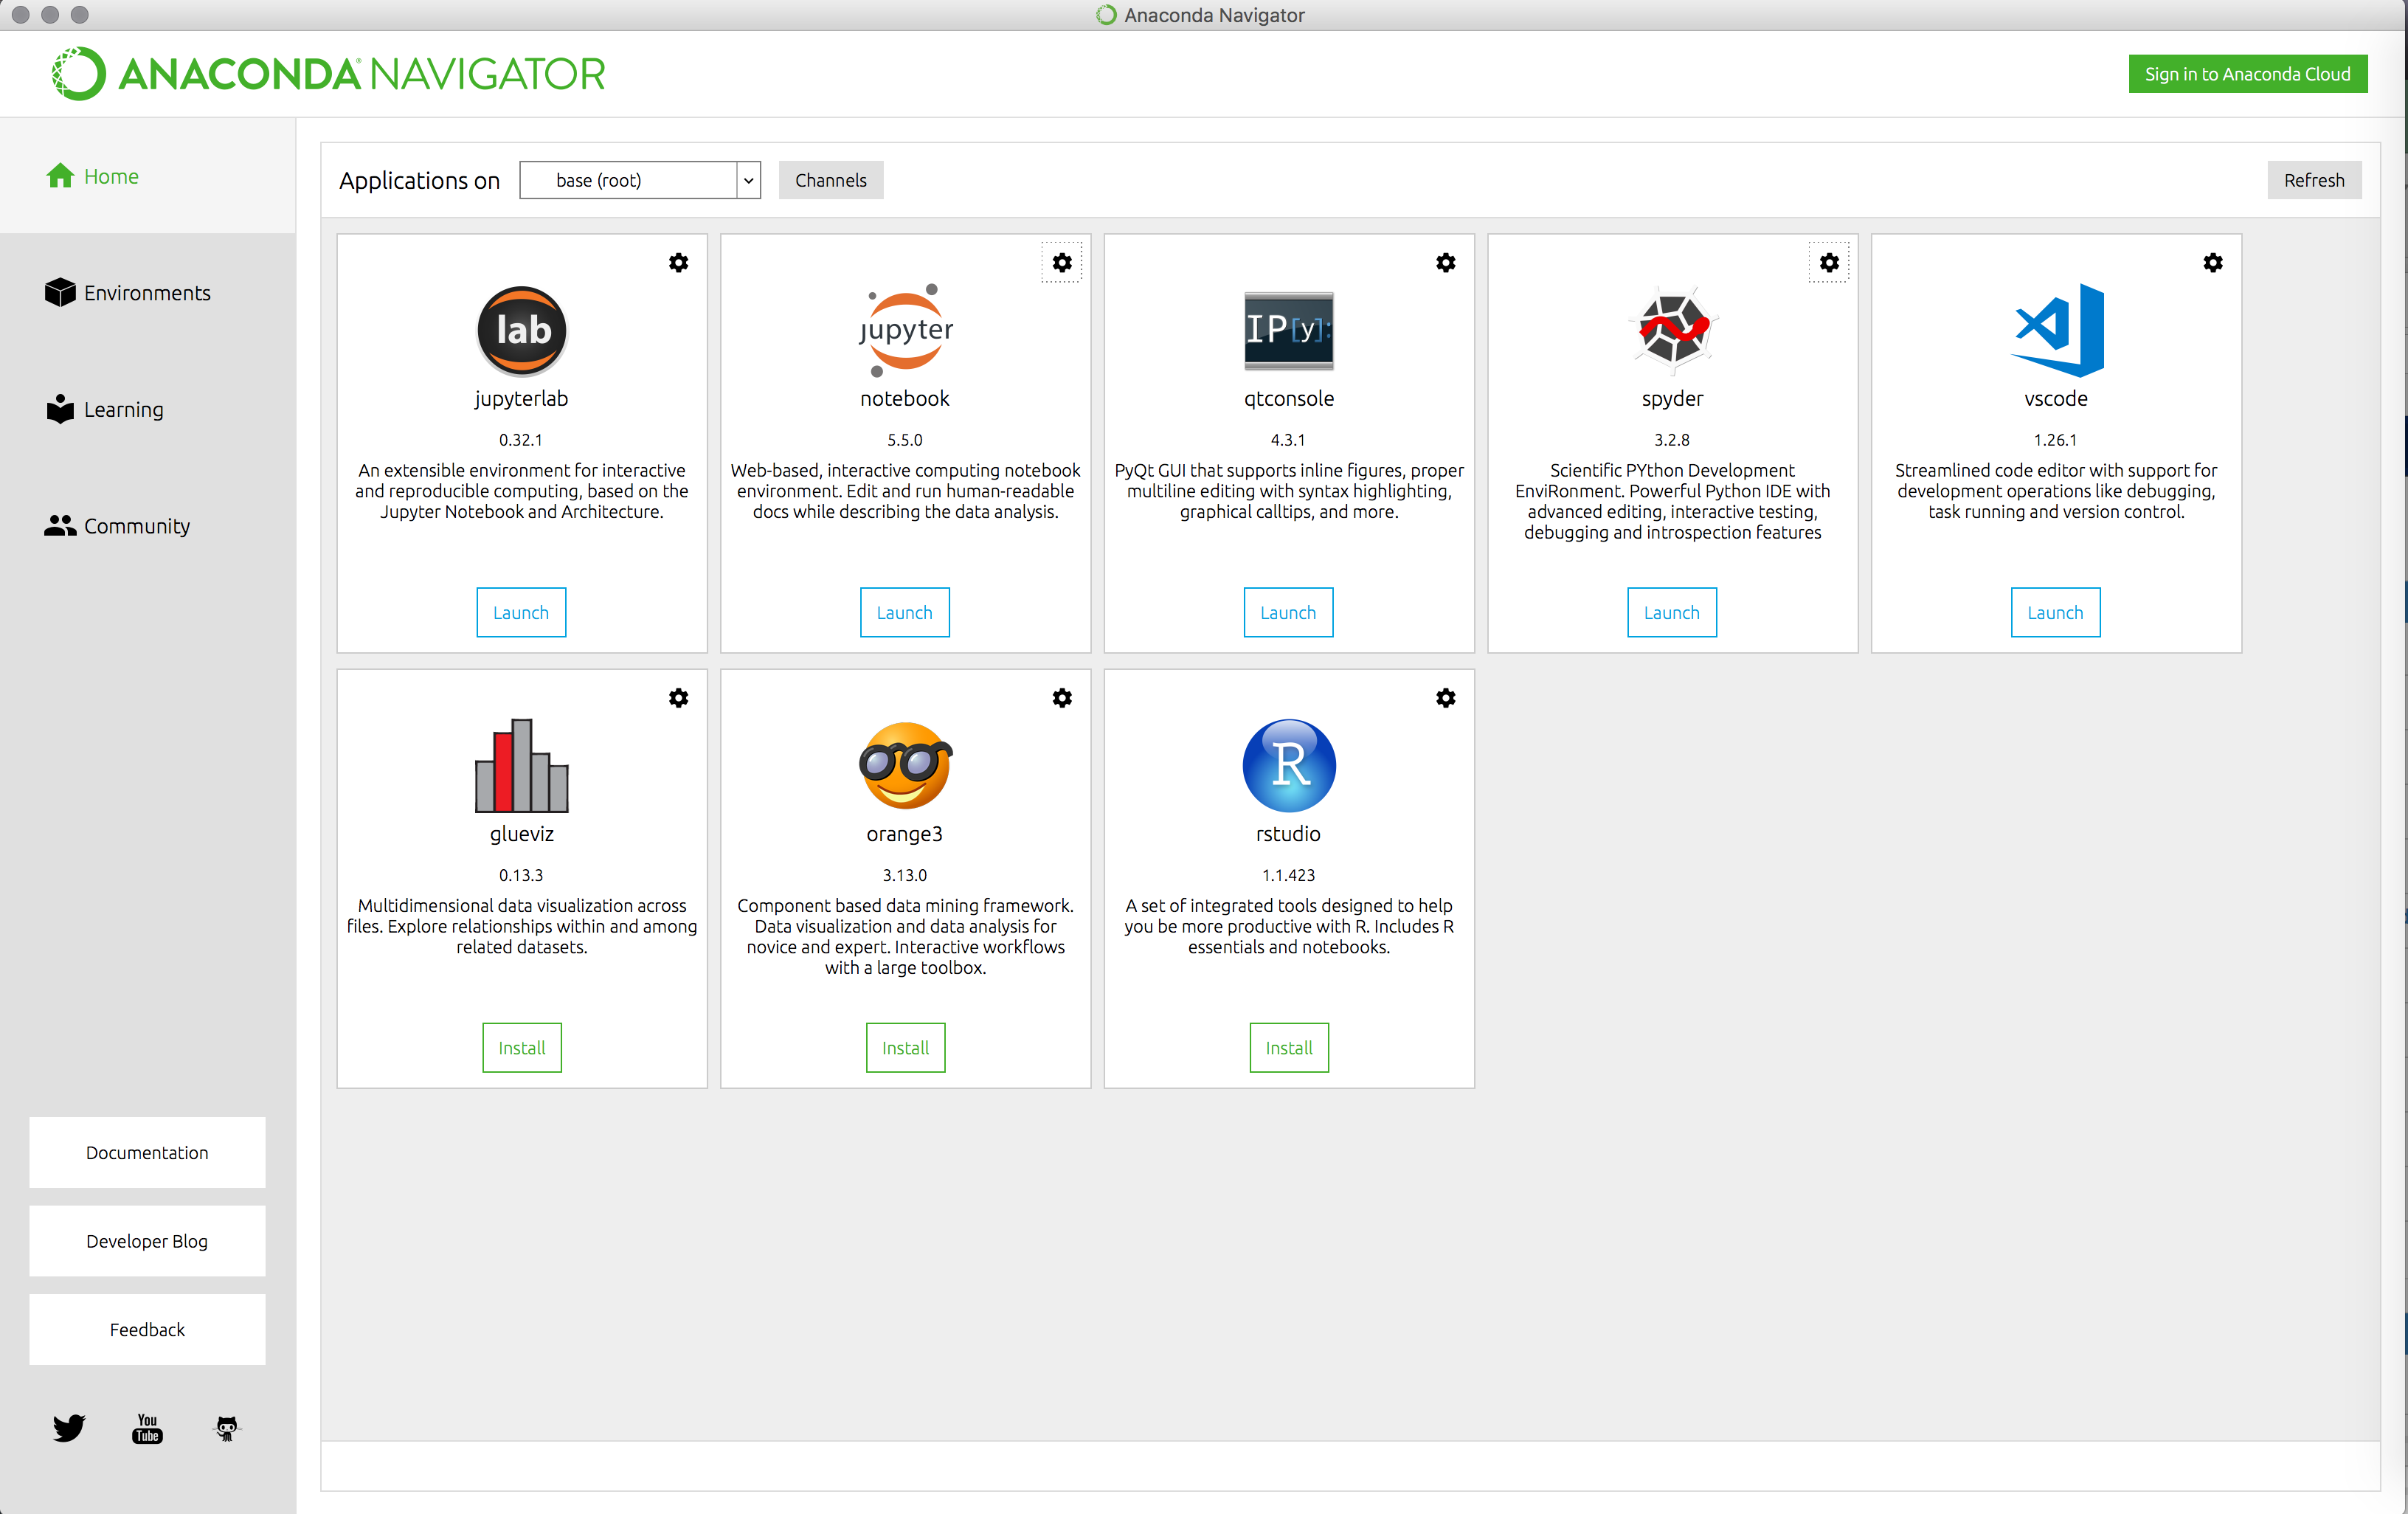 Anaconda Navigator
ANACONDA NAVIGATOR
Sign in to Anaconda Cloud
Home
Environments
Learning
Community
Documentation
Developer Blog
Feedback
You
Tube
Applications on
base (root)
Channels
Refresh
lab
jupyterlab
0.32.1
An extensible environment for interactive
and reproducible computing, based on the
Jupyter Notebook and Architecture.
Launch
jupyter
notebook
5.5.0
Web-based, interactive computing notebook
environment. Edit and run human-readable
docs while describing the data analysis.
Launch
IP[y]:
qtconsole
4.3.1
PyQt GUI that supports inline figures, proper
multiline editing with syntax highlighting,
graphical calltips, and more.
Launch
spyder
3.2.8
Scientific PYthon Development
EnviRonment. Powerful Python IDE with
advanced editing, interactive testing,
debugging and introspection features
Launch
vscode
1.26.1
Streamlined code editor with support for
development operations like debugging,
task running and version control.
Launch
glueviz
0.13.3
Multidimensional data visualization across
files. Explore relationships within and among
related datasets.
Install
orange3
3.13.0
Component based data mining framework.
Data visualization and data analysis for
novice and expert. Interactive workflows
with a large toolbox.
Install
R
rstudio
1.1.423
A set of integrated tools designed to help
you be more productive with R. Includes R
essentials and notebooks.
Install